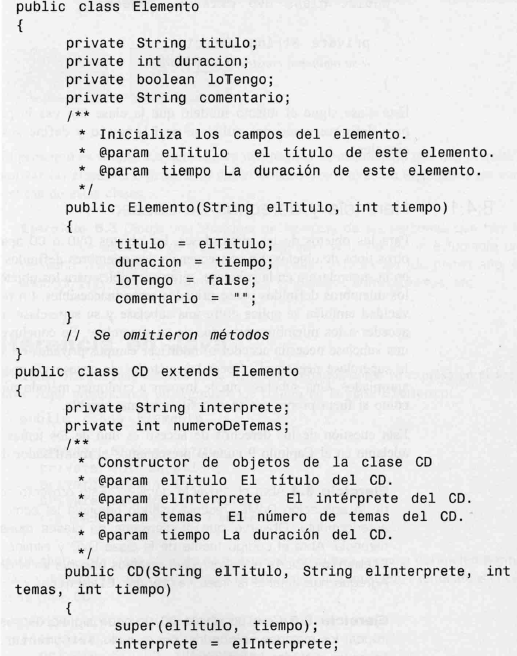 public class Elemento
{
private String titulo;
private int duracion;
private boolean loTengo;
private String comentario;
/**
* Inicializa los campos del elemento.
* @param elTitulo el título de este elemento.
* @param tiempo La duración de este elemento.
*/
public Elemento(String elTitulo, int tiempo)
{
titulo = elTitulo;
duracion = tiempo;
loTengo = false;
comentario = "";
}
// Se omitieron métodos
}
public class CD extends Elemento
{
private String interprete;
private int numeroDeTemas;
/**
* Constructor de objetos de la clase CD
* @param elTitulo El título del CD.
* @param elInterprete El intérprete del CD.
* @param temas El número de temas del CD.
* @param tiempo La duración del CD.
*/
public CD(String elTitulo, String elInterprete, int
temas, int tiempo)
{
super(elTitulo, tiempo);
interprete = elInterprete;